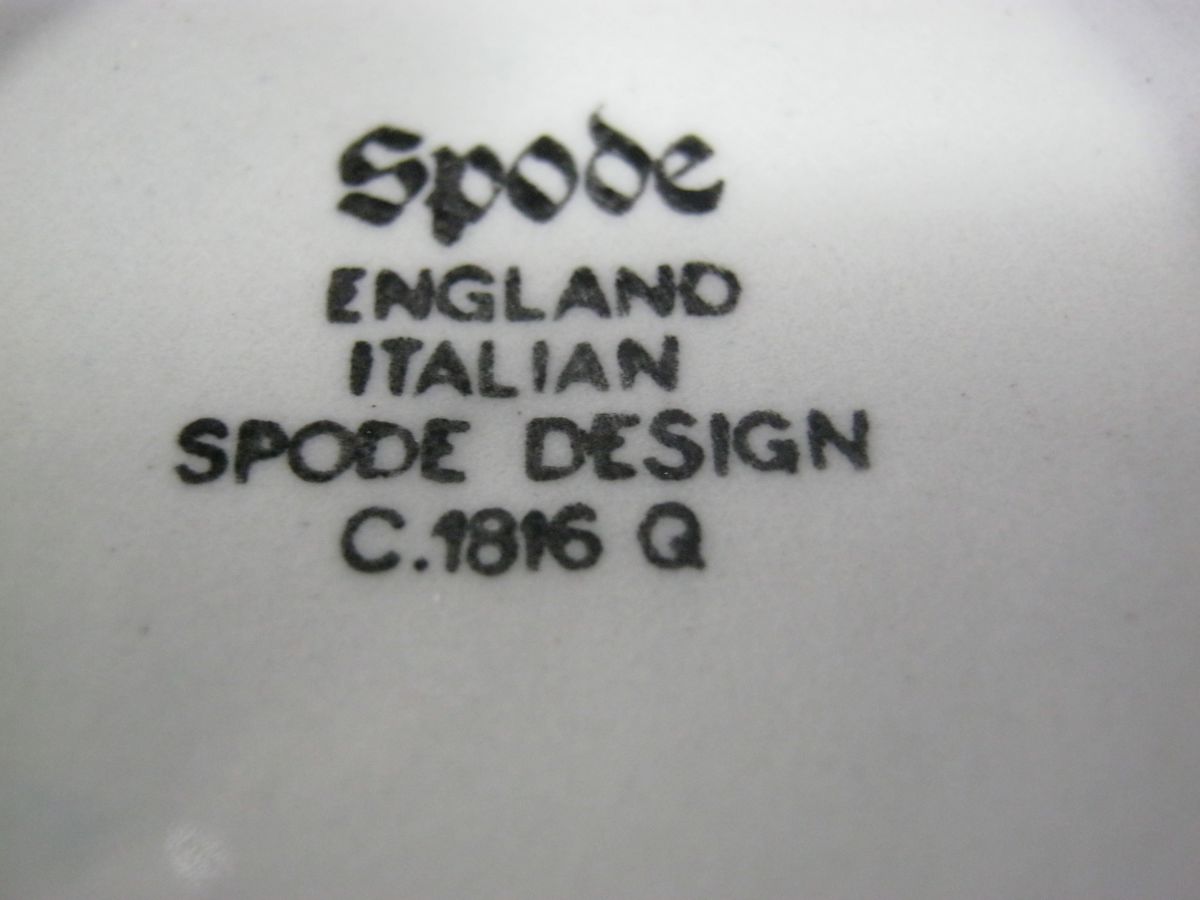 Spode
ENGLAND
ITALIAN
SPODE DESIGN
C.1816 Q